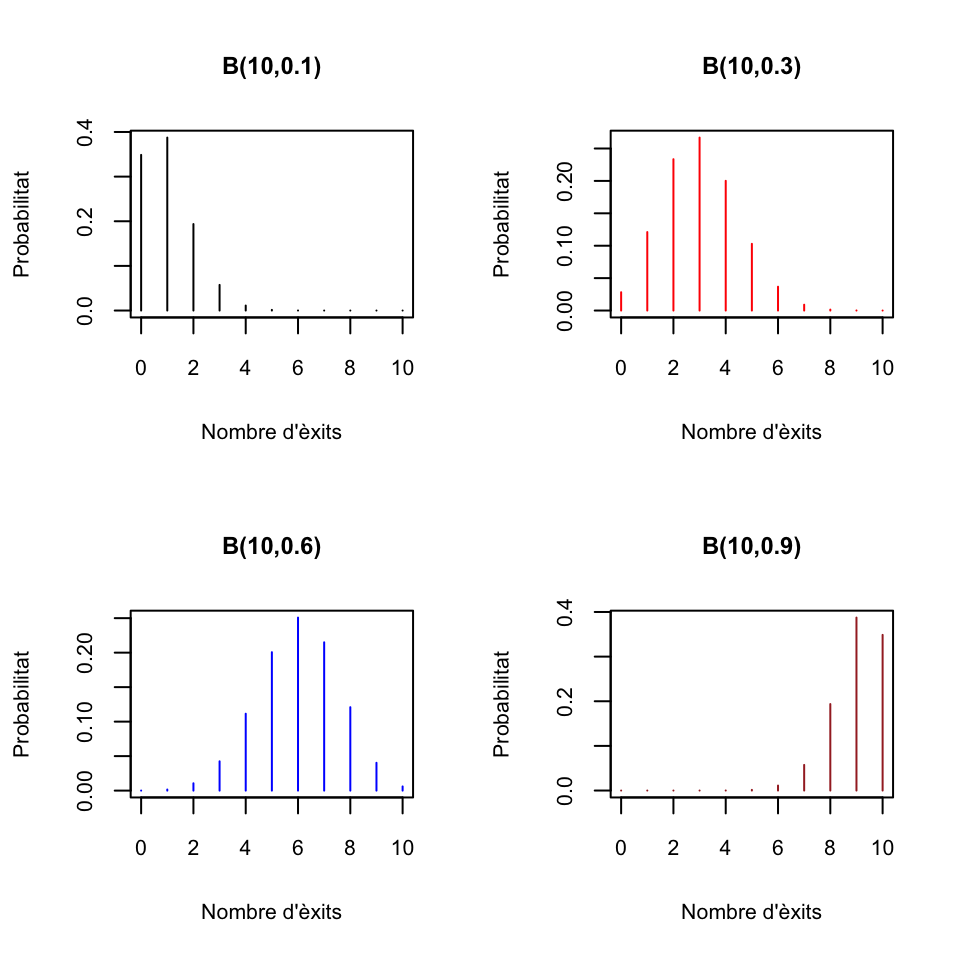 B(10,0.1)
Probabilitat
0.4
0.2
0.0
0 2 4 6 8 10
Nombre d'èxits
B(10,0.3)
Probabilitat
0.20
0.10
0.00
0 2 4 6 8 10
Nombre d'èxits
B(10,0.6)
Probabilitat
0.20
0.10
0.00
0 2 4 6 8 10
Nombre d'èxits
B(10,0.9)
Probabilitat
0.4
0.2
0.0
0 2 4 6 8 10
Nombre d'èxits